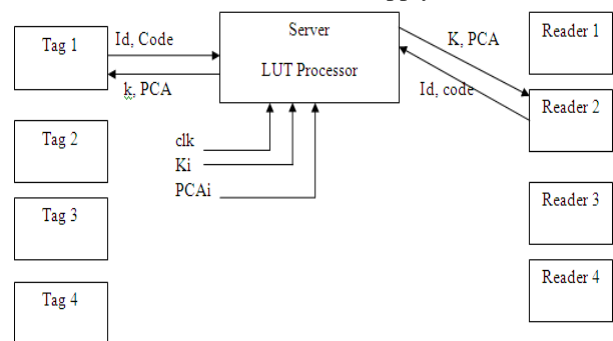 Tag 1
Id, Code
k, PCA
Server
LUT Processor
K, PCA
Id, code
Reader 1
Reader 2
clk
Ki
PCAi
Tag 2
Tag 3
Tag 4
Reader 3
Reader 4